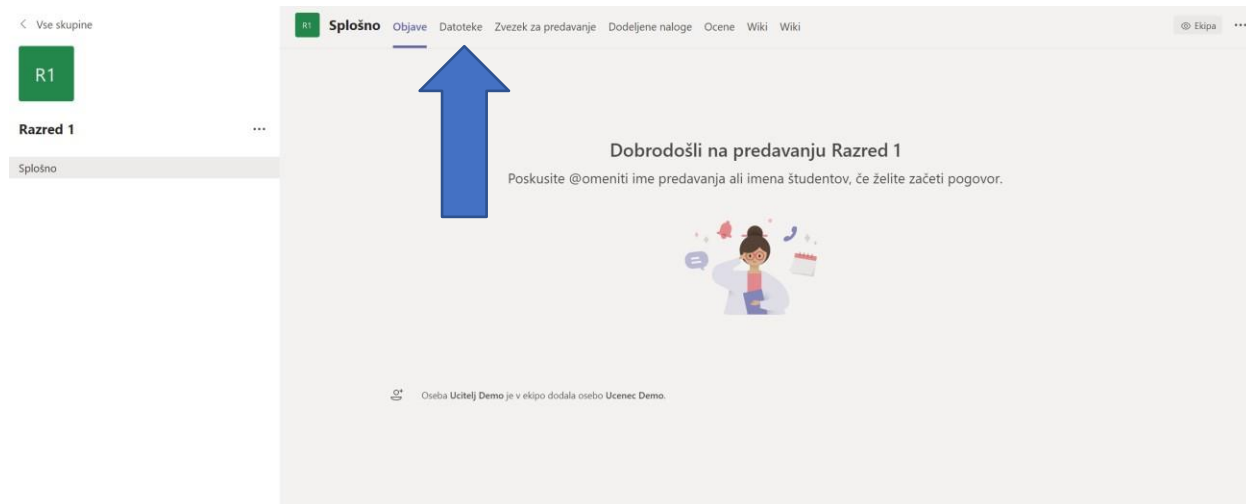 Vse skupine
R1
Razred 1
...
Splošno
R1 Splošno Objave Datoteke Zvezek za predavanje Dodeljene naloge Ocene Wiki Wiki
Ekipa ...
Dobrodošli na predavanju Razred 1
Poskusite @omeniti ime predavanja ali imena študentov, če želite začeti pogovor.
Oseba Ucitelj Demo je v ekipo dodala osebo Ucenec Demo.